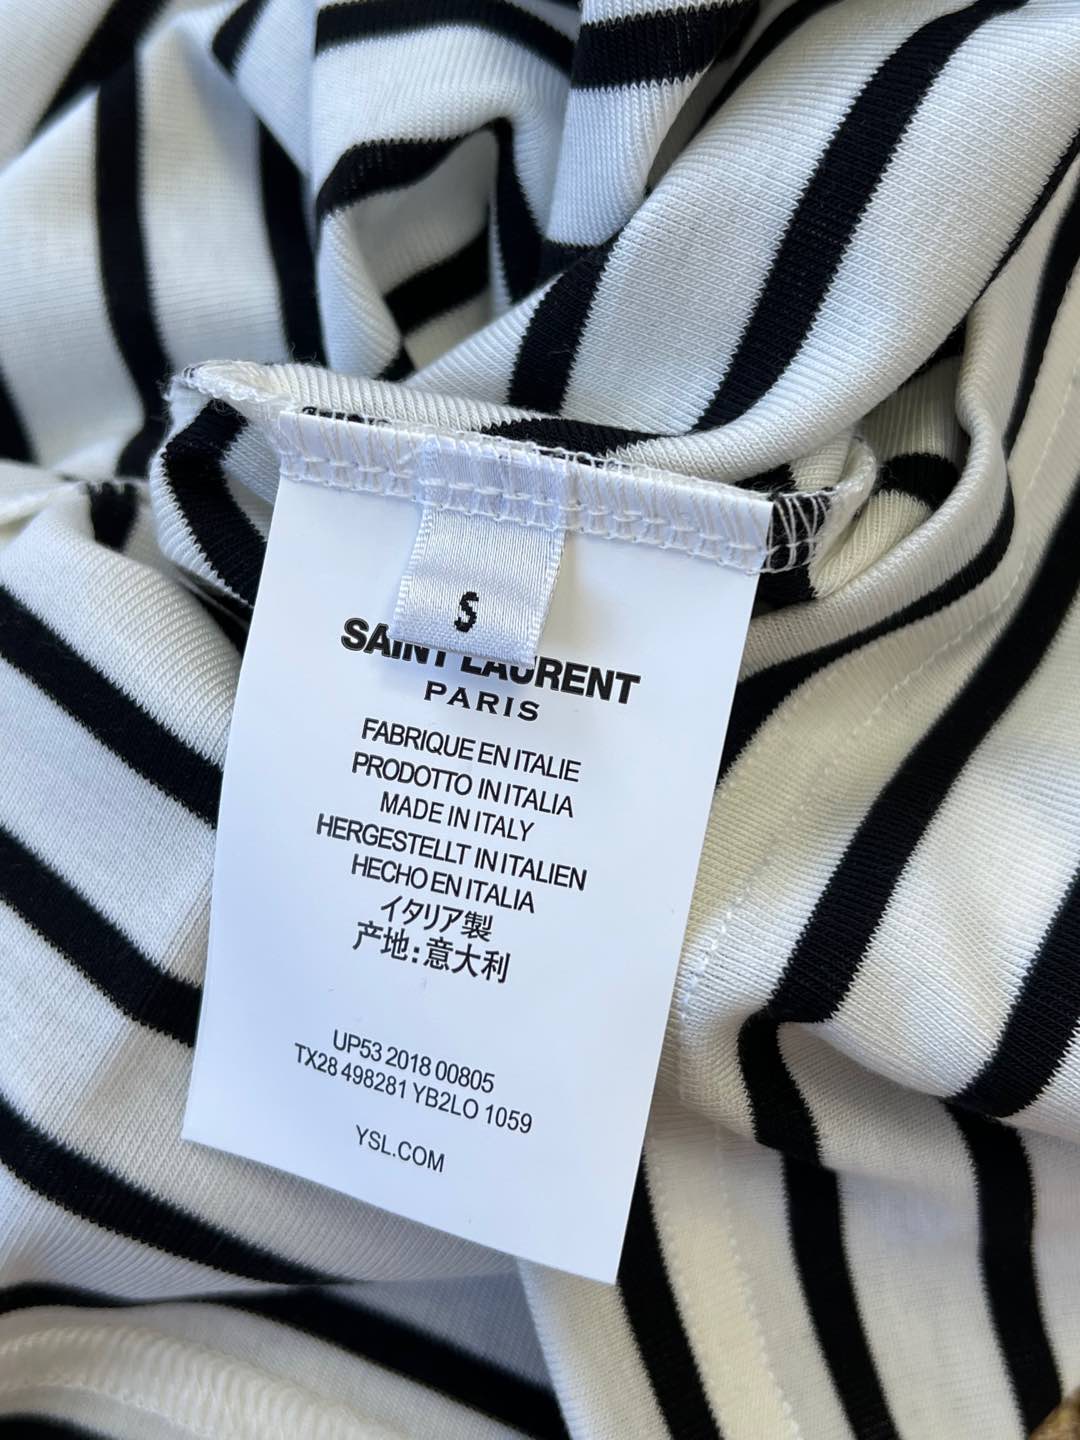 S
SAINT LAURENT
PARIS
FABRIQUE EN ITALIE
PRODOTTO IN ITALIA
MADE IN ITALY
HERGESTELLT IN ITALIEN
HECHO EN ITALIA
イタリア製
产地:意大利
UP53 2018 00805
TX28 498281 YB2LO 1059
YSL.COM